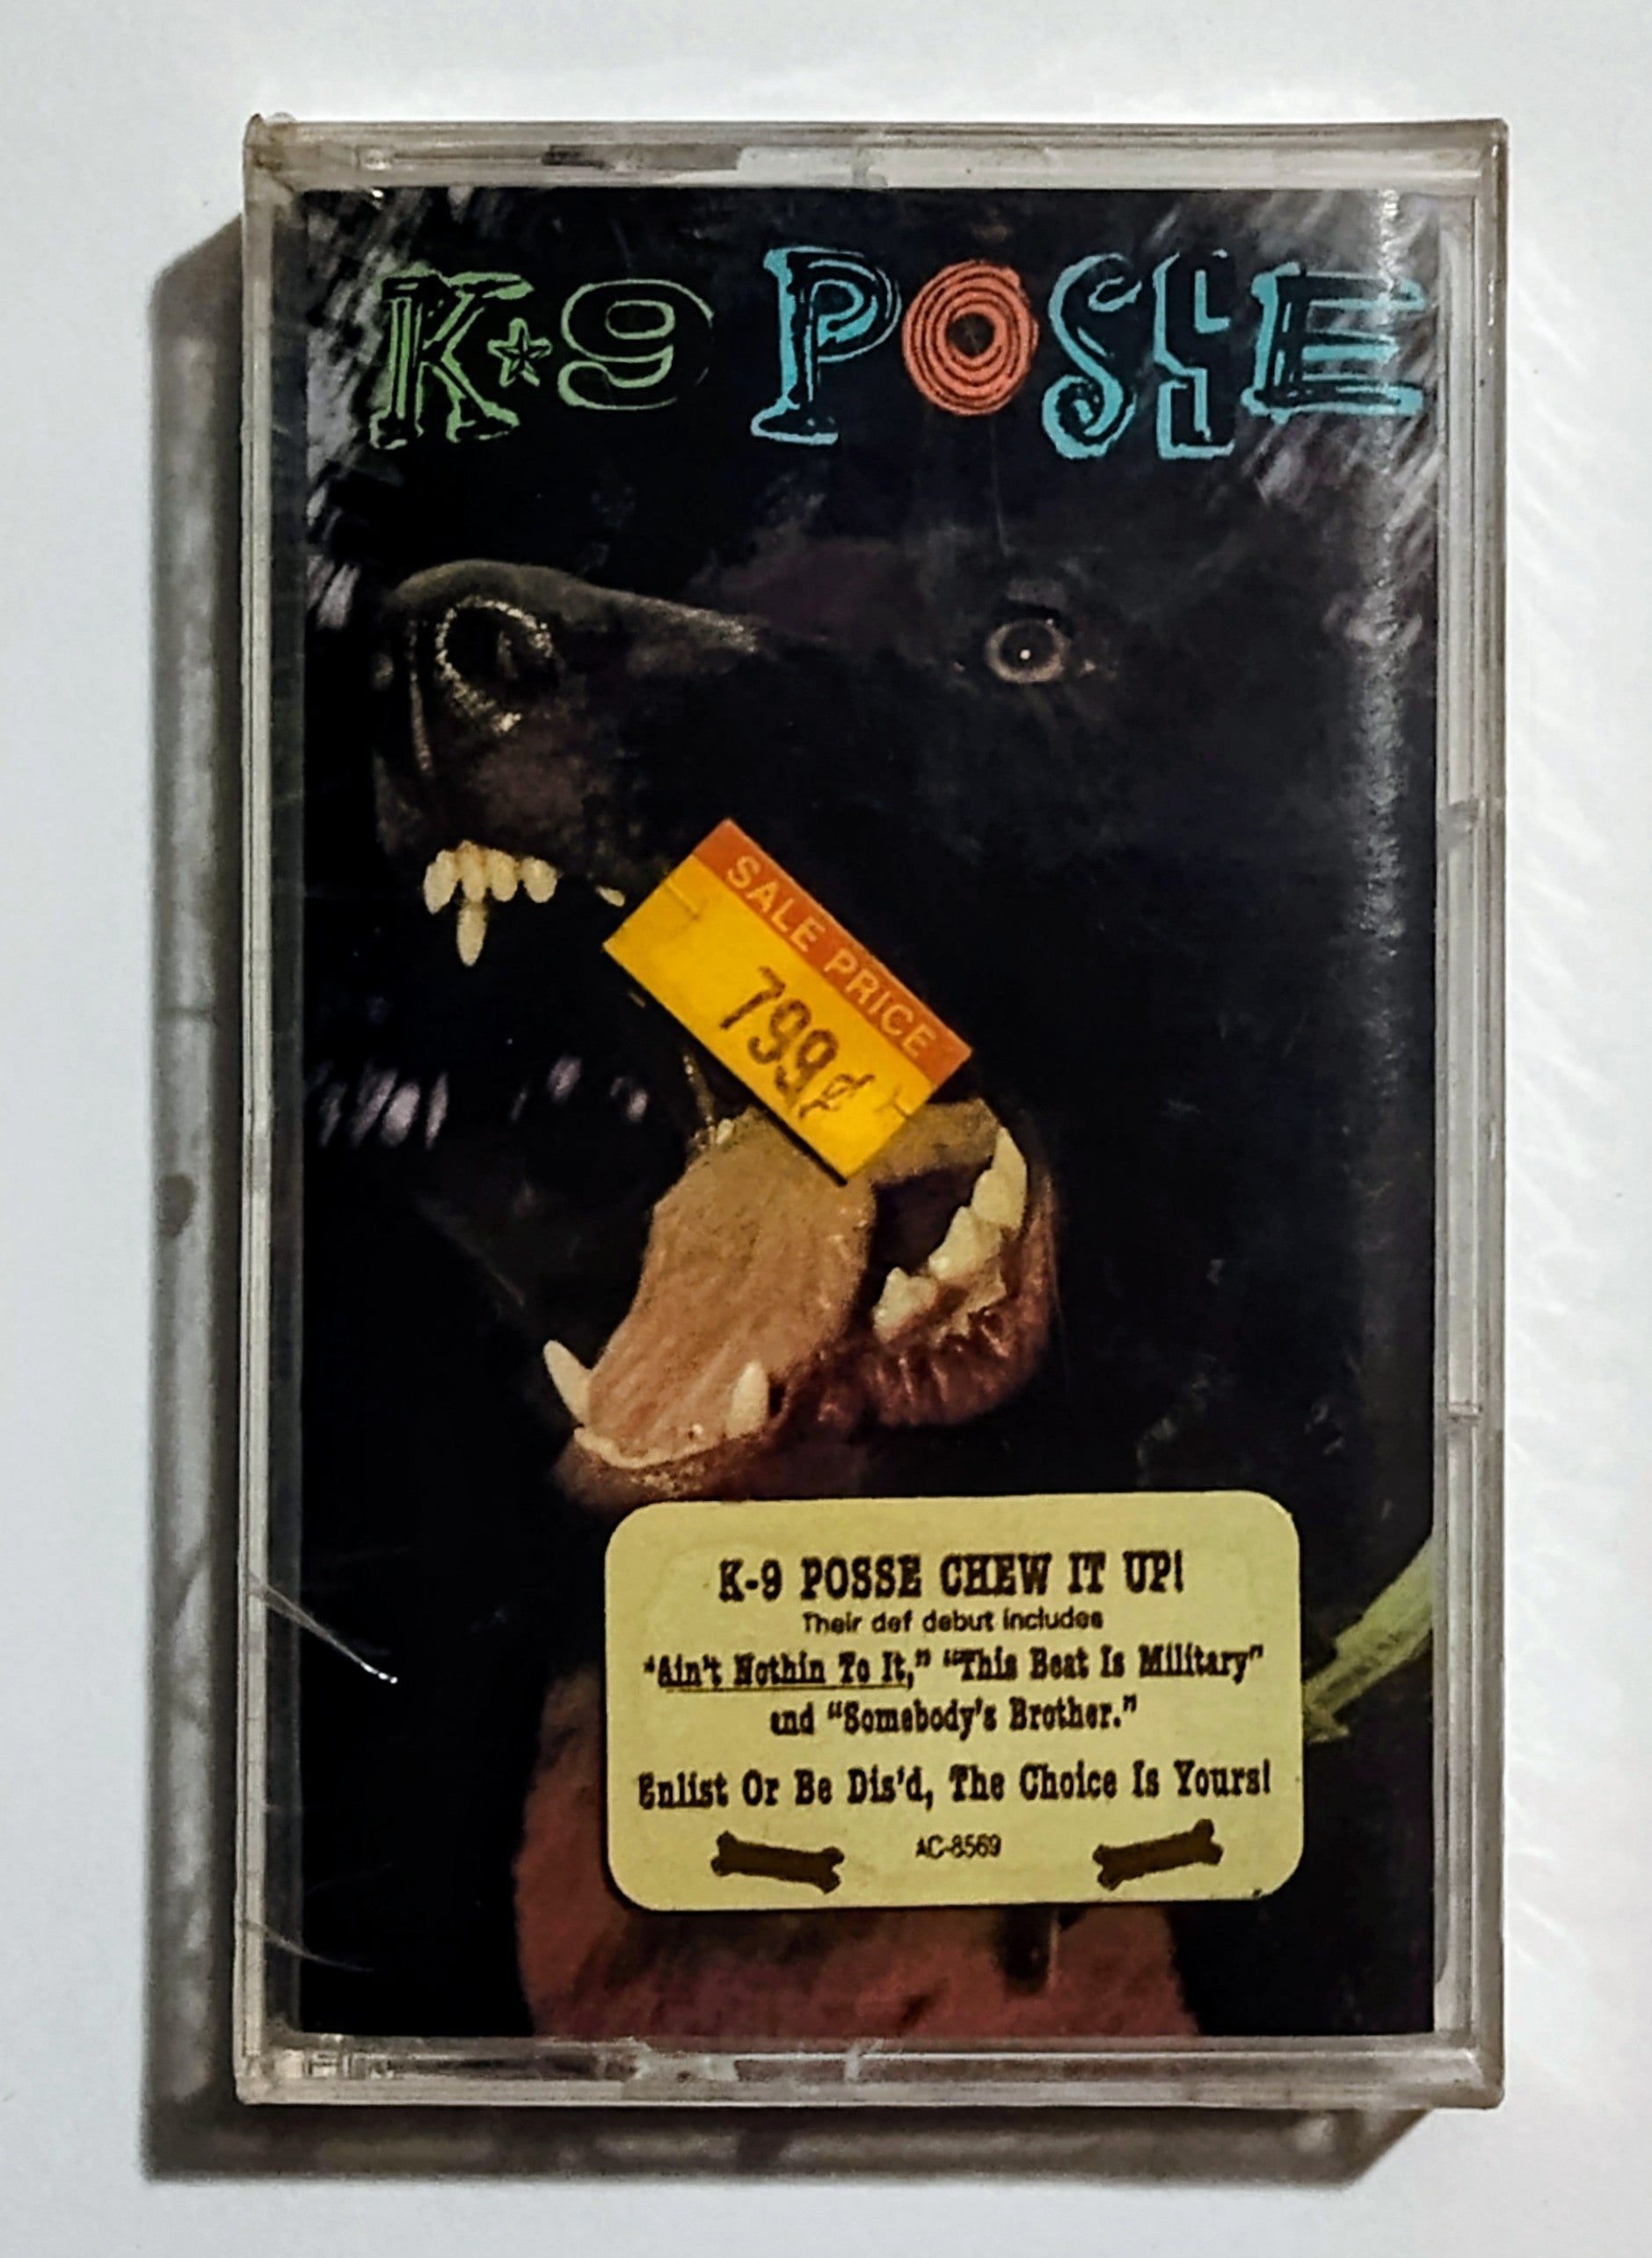 K★9 POSSE
SALE PRICE
799¢
K-9 POSSE CHEW IT UP!
Their def debut includes
"Ain't Nothin To It," "This Beat Is Military"
and "Somebody's Brother."
Enlist Or Be Dis'd, The Choice Is Yours!
AC-8569